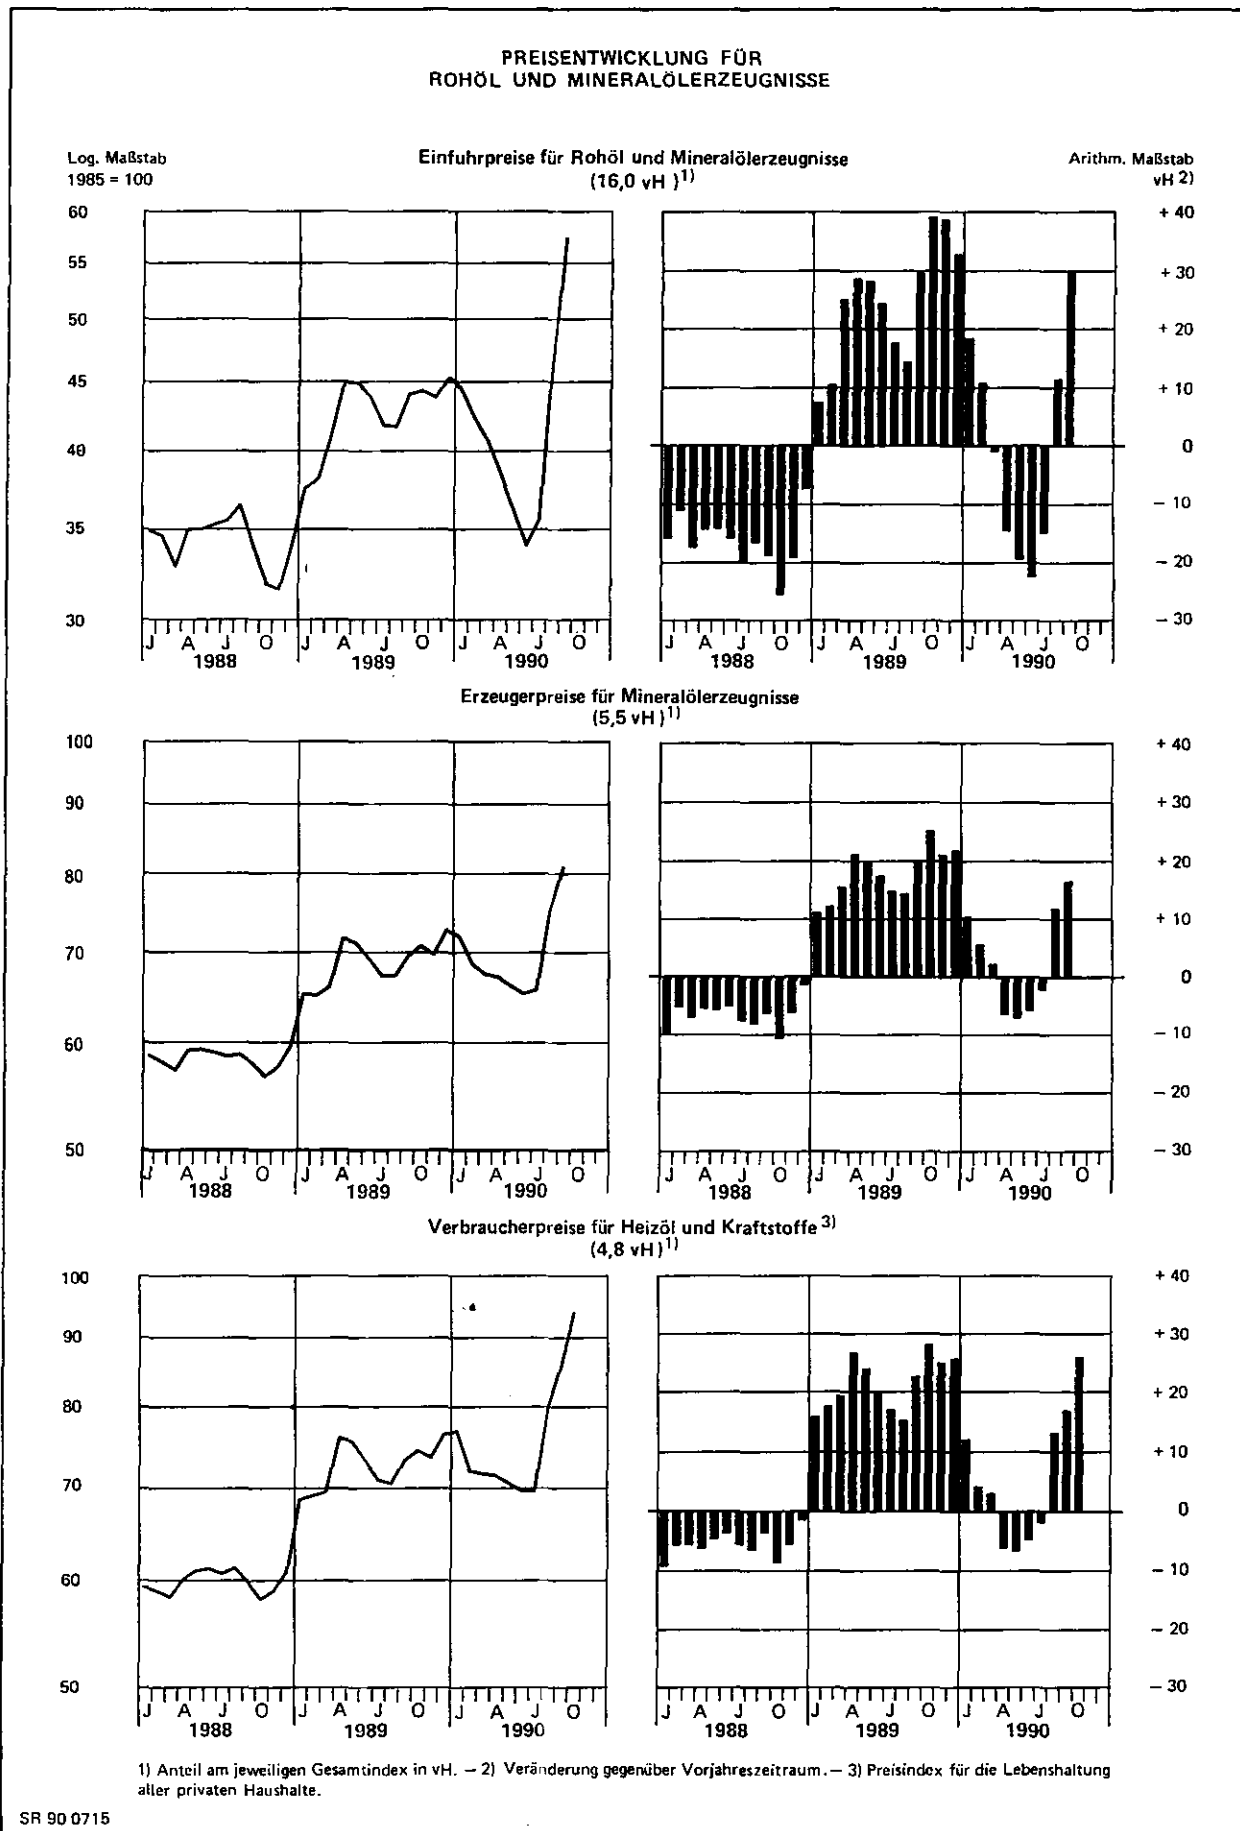 PREISENTWICKLUNG FÜR
ROHÖL UND MINERALÖLERZEUGNISSE
Log. Maßstab
1985 = 100
Einfuhrpreise für Rohöl und Mineralölerzeugnisse
(16,0 vH)1)
Arithm. Maßstab
vH 2)
60
55
50
45
40
35
30
+ 40
+ 30
+ 20
+ 10
0
− 10
− 20
− 30
J A J O J A J O J A J O
1988 1989 1990
J A J O J A J O J A J O
1988 1989 1990
Erzeugerpreise für Mineralölerzeugnisse
(5,5 vH)1)
100
90
80
70
60
50
+ 40
+ 30
+ 20
+ 10
0
− 10
− 20
− 30
J A J O J A J O J A J O
1988 1989 1990
J A J O J A J O J A J O
1988 1989 1990
Verbraucherpreise für Heizöl und Kraftstoffe 3)
(4,8 vH)1)
100
90
80
70
60
50
+ 40
+ 30
+ 20
+ 10
0
− 10
− 20
− 30
J A J O J A J O J A J O
1988 1989 1990
J A J O J A J O J A J O
1988 1989 1990
1) Anteil am jeweiligen Gesamtindex in vH. – 2) Veränderung gegenüber Vorjahreszeitraum. – 3) Preisindex für die Lebenshaltung
aller privaten Haushalte.
SR 90 0715